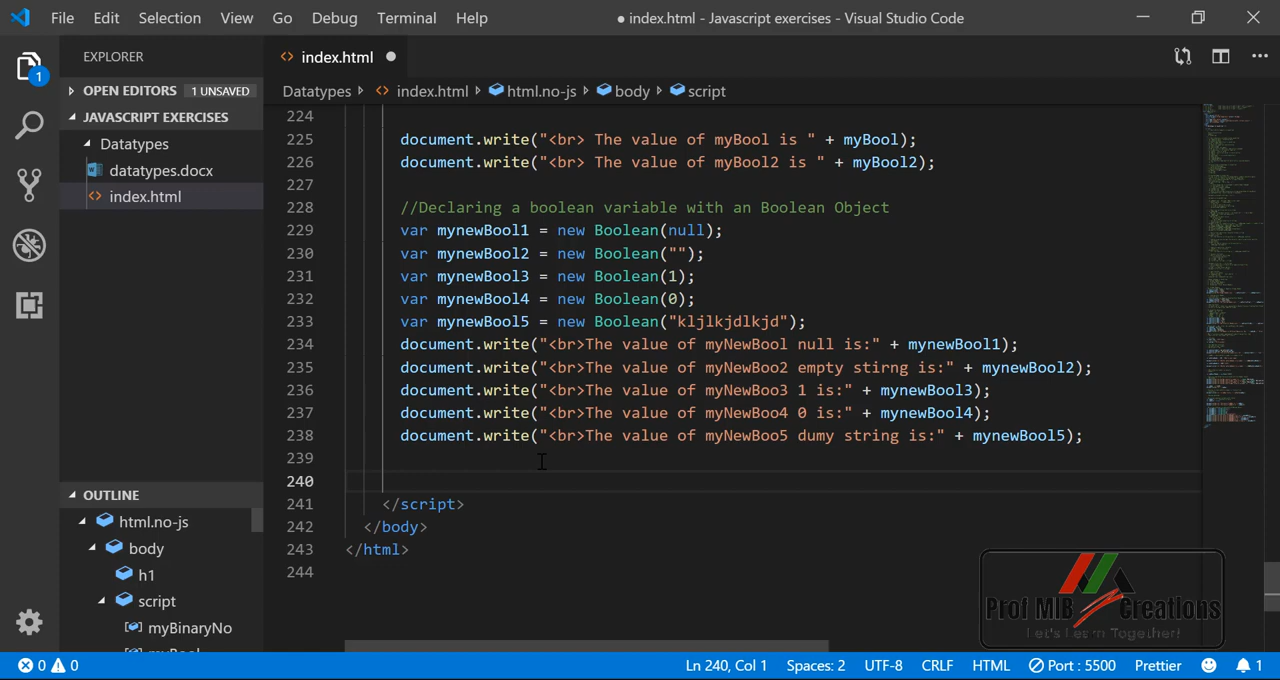 File Edit Selection View Go Debug Terminal Help ● index.html - Javascript exercises - Visual Studio Code
EXPLORER
index.html
OPEN EDITORS 1 UNSAVED
JAVASCRIPT EXERCISES
Datatypes
datatypes.docx
index.html
1
Datatypes index.html html.no-js body script
224
225 document.write("<br> The value of myBool is " + myBool);
226 document.write("<br> The value of myBool2 is " + myBool2);
227
228 //Declaring a boolean variable with an Boolean Object
229 var mynewBool1 = new Boolean(null);
230 var mynewBool2 = new Boolean("");
231 var mynewBool3 = new Boolean(1);
232 var mynewBool4 = new Boolean(0);
233 var mynewBool5 = new Boolean("kljlkjdlkjd");
234 document.write("<br>The value of myNewBool null is:" + mynewBool1);
235 document.write("<br>The value of myNewBoo2 empty stirng is:" + mynewBool2);
236 document.write("<br>The value of myNewBoo3 1 is:" + mynewBool3);
237 document.write("<br>The value of myNewBoo4 0 is:" + mynewBool4);
238 document.write("<br>The value of myNewBoo5 dumy string is:" + mynewBool5);
239
240
241 </script>
242 </body>
243 </html>
244
OUTLINE
html.no-js
body
h1
script
myBinaryNo
Prof MIB Creations
Let's Learn Together!
0 0 Ln 240, Col 1 Spaces: 2 UTF-8 CRLF HTML Port : 5500 Prettier 1